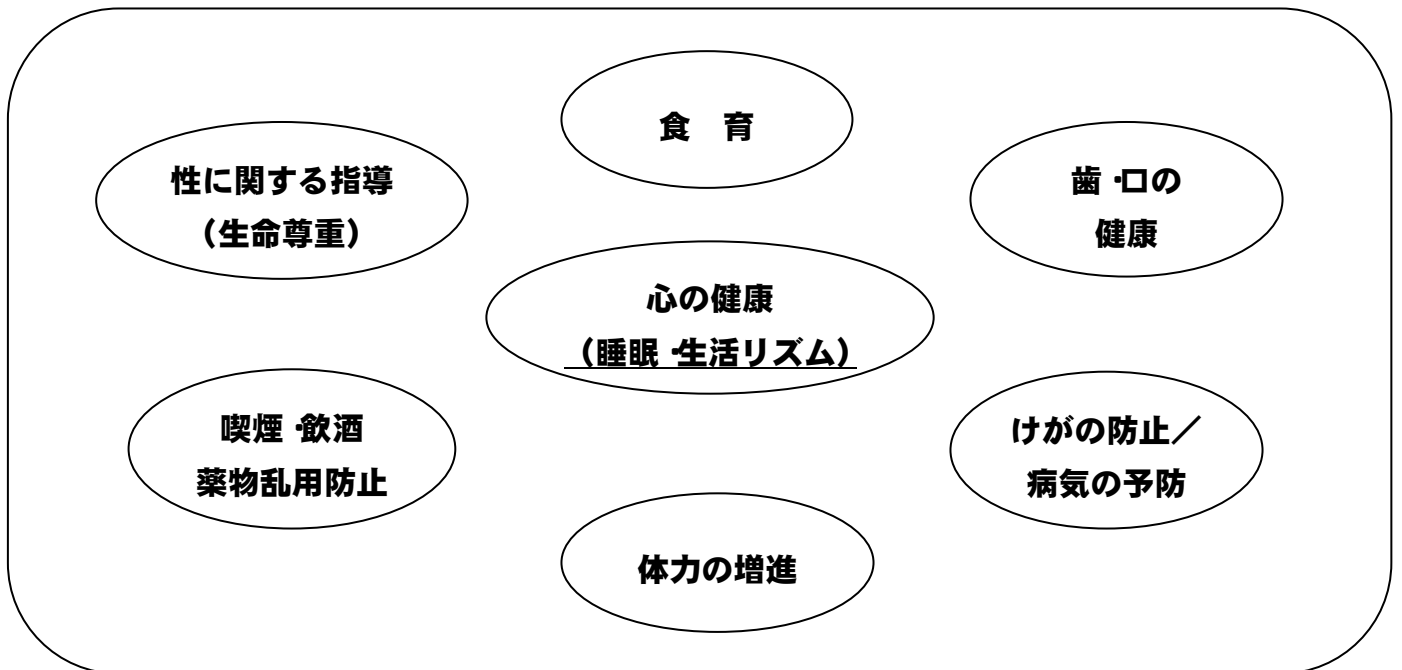 食　育
性に関する指導
（生命尊重）
歯・口の
健康
心の健康
（睡眠・生活リズム）
喫煙・飲酒
薬物乱用防止
けがの防止／
病気の予防
体力の増進